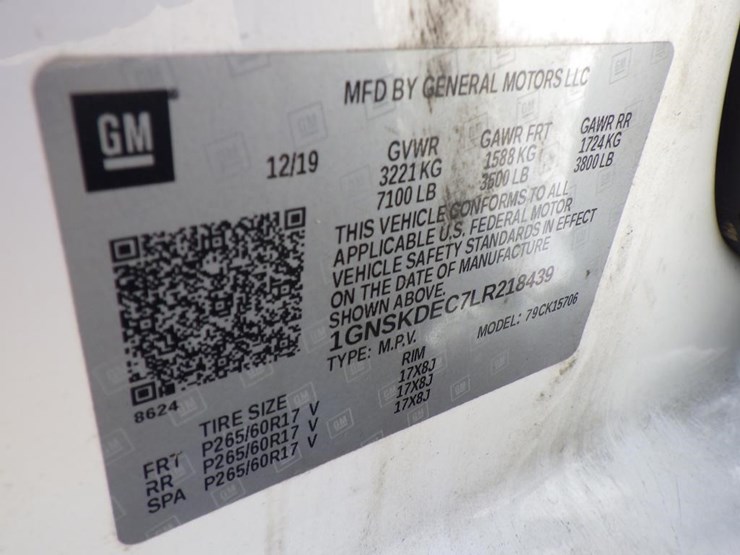 GM
MFD BY GENERAL MOTORS LLC
12/19
GVWR GAWR FRT GAWR RR
3221 KG 1588 KG 1724 KG
7100 LB 3500 LB 3800 LB
THIS VEHICLE CONFORMS TO ALL
APPLICABLE U.S. FEDERAL MOTOR
VEHICLE SAFETY STANDARDS IN EFFECT
ON THE DATE OF MANUFACTURE
SHOWN ABOVE.
1GNSKDEC7LR218439
TYPE: M.P.V. MODEL: 79CK15706
8624
TIRE SIZE RIM
FRT P265/60R17 V 17X8J
RR P265/60R17 V 17X8J
SPA P265/60R17 V 17X8J